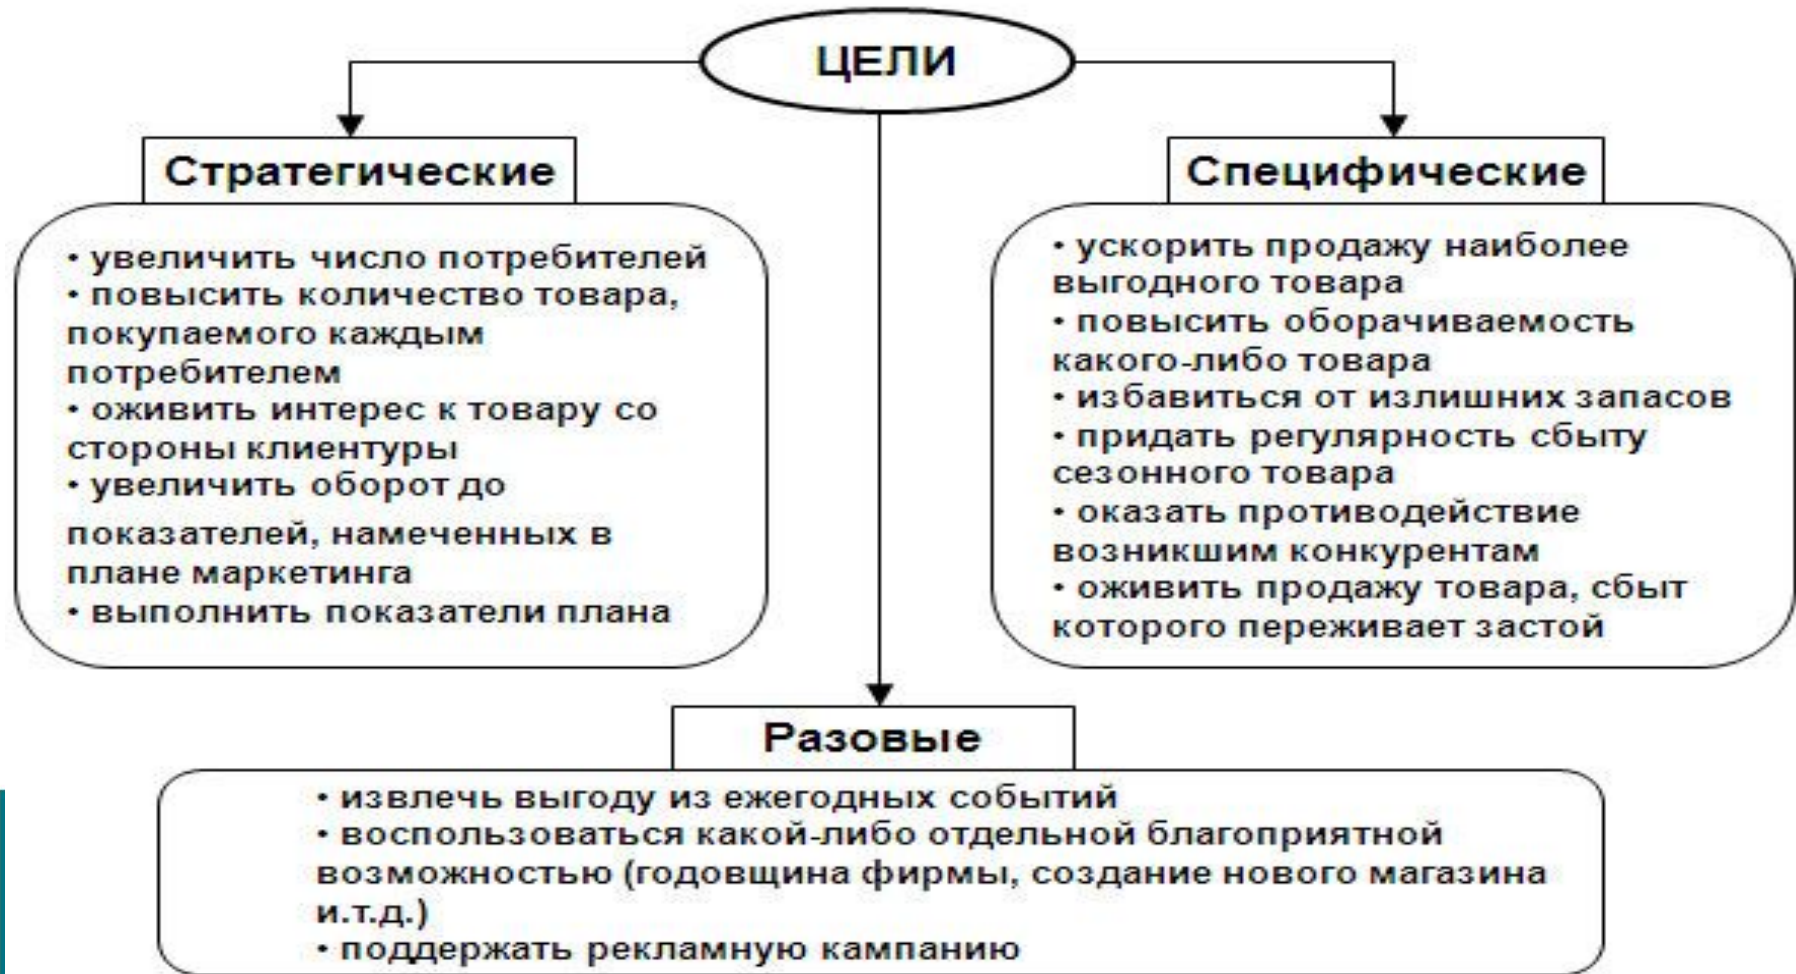 ЦЕЛИ
Стратегические
• увеличить число потребителей
• повысить количество товара,
покупаемого каждым
потребителем
• оживить интерес к товару со
стороны клиентуры
• увеличить оборот до
показателей, намеченных в
плане маркетинга
• выполнить показатели плана
Специфические
• ускорить продажу наиболее
выгодного товара
• повысить оборачиваемость
какого-либо товара
• избавиться от излишних запасов
• придать регулярность сбыту
сезонного товара
• оказать противодействие
возникшим конкурентам
• оживить продажу товара, сбыт
которого переживает застой
Разовые
• извлечь выгоду из ежегодных событий
• воспользоваться какой-либо отдельной благоприятной
возможностью (годовщина фирмы, создание нового магазина
и.т.д.)
• поддержать рекламную кампанию